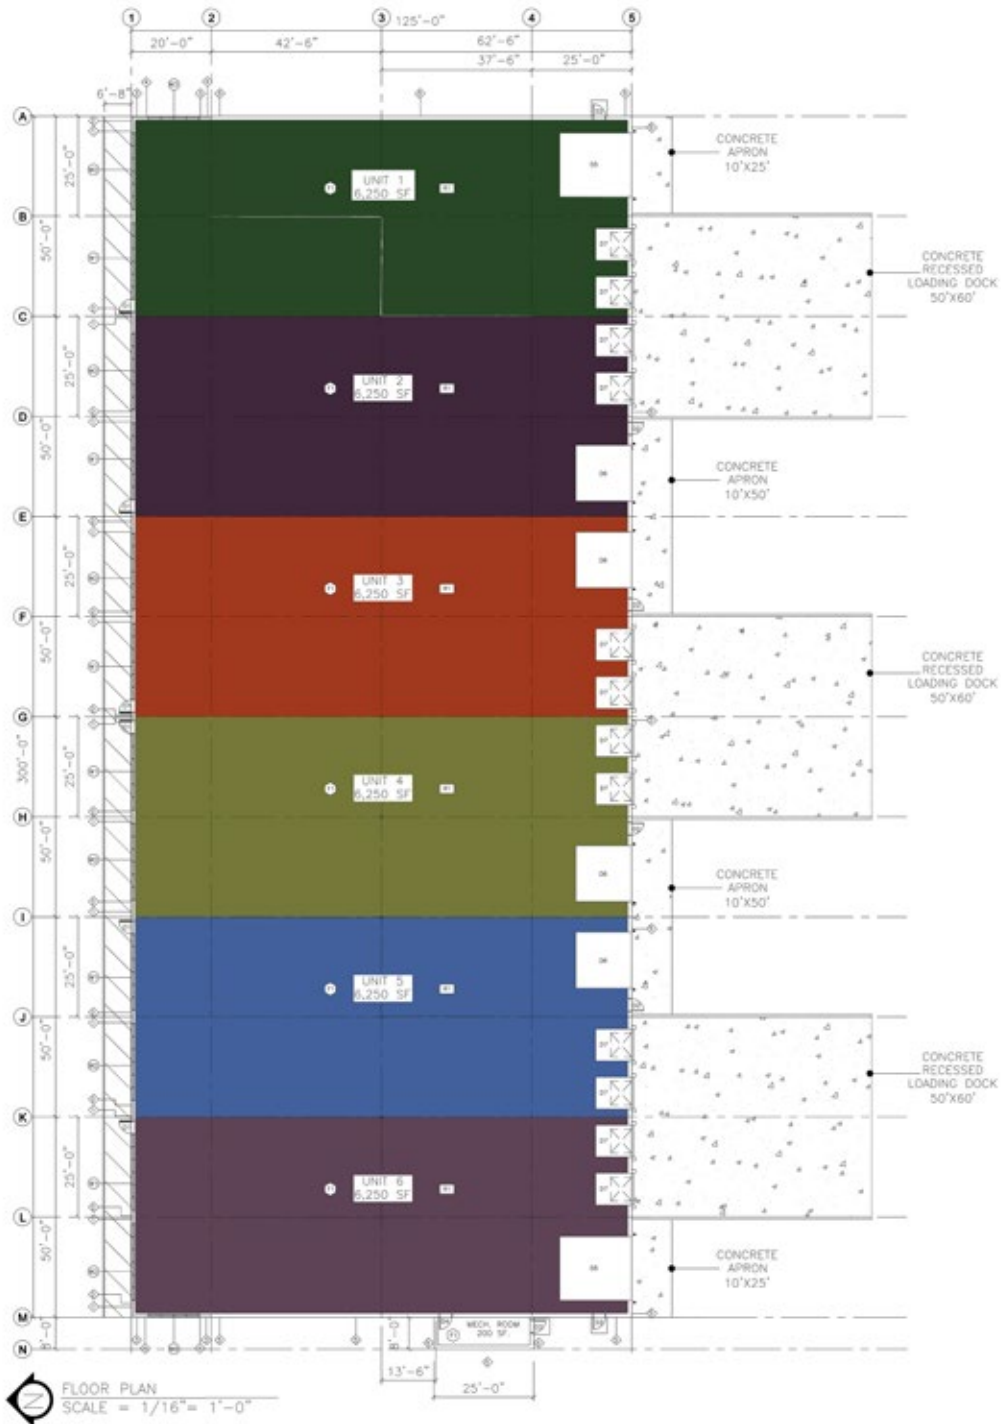 1 2 3 4 5
125'-0"
20'-0" 42'-6" 62'-6"
37'-6" 25'-0"
6'-8"
A
CONCRETE
APRON
10'X25'
25'-0"
UNIT 1
6,250 SF
B
50'-0"
CONCRETE
RECESSED
LOADING DOCK
50'X60'
C
25'-0"
UNIT 2
6,250 SF
D
50'-0"
CONCRETE
APRON
10'X50'
E
25'-0"
UNIT 3
6,250 SF
F
50'-0"
CONCRETE
RECESSED
LOADING DOCK
50'X60'
G
300'-0"
25'-0"
UNIT 4
6,250 SF
H
50'-0"
CONCRETE
APRON
10'X50'
I
25'-0"
UNIT 5
6,250 SF
J
50'-0"
CONCRETE
RECESSED
LOADING DOCK
50'X60'
K
25'-0"
UNIT 6
6,250 SF
L
50'-0"
CONCRETE
APRON
10'X25'
M
MECH. ROOM
200 SF.
8'-0" 8'-0"
N
13'-6"
25'-0"
N
FLOOR PLAN
SCALE = 1/16"= 1'-0"